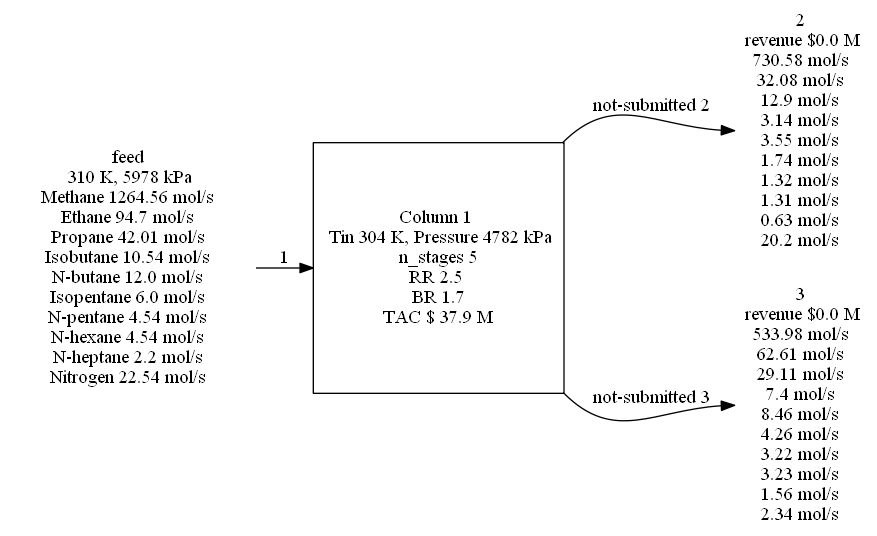 feed
310 K, 5978 kPa
Methane 1264.56 mol/s
Ethane 94.7 mol/s
Propane 42.01 mol/s
Isobutane 10.54 mol/s
N-butane 12.0 mol/s
Isopentane 6.0 mol/s
N-pentane 4.54 mol/s
N-hexane 4.54 mol/s
N-heptane 2.2 mol/s
Nitrogen 22.54 mol/s
1
Column 1
Tin 304 K, Pressure 4782 kPa
n_stages 5
RR 2.5
BR 1.7
TAC $ 37.9 M
not-submitted 2
2
revenue $0.0 M
730.58 mol/s
32.08 mol/s
12.9 mol/s
3.14 mol/s
3.55 mol/s
1.74 mol/s
1.32 mol/s
1.31 mol/s
0.63 mol/s
20.2 mol/s
not-submitted 3
3
revenue $0.0 M
533.98 mol/s
62.61 mol/s
29.11 mol/s
7.4 mol/s
8.46 mol/s
4.26 mol/s
3.22 mol/s
3.23 mol/s
1.56 mol/s
2.34 mol/s